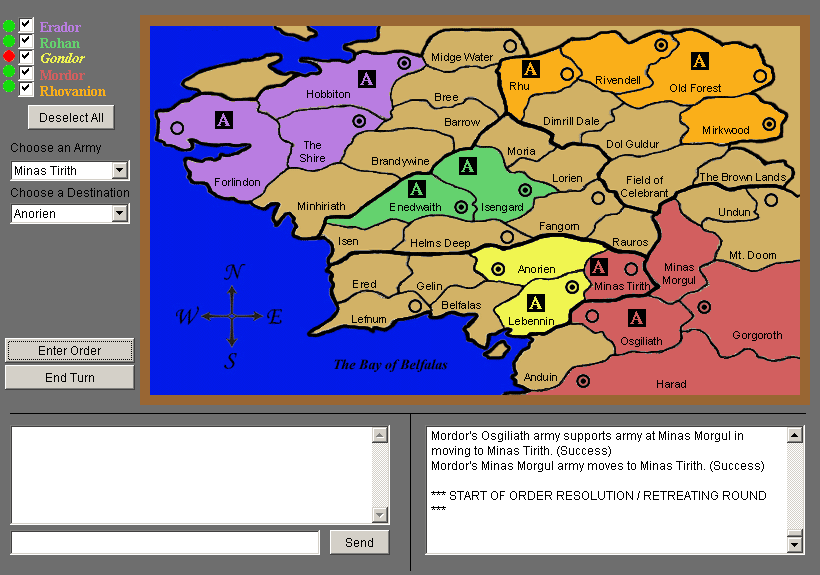 Erador
Rohan
Gondor
Mordor
Rhovanion
Deselect All
Choose an Army
Minas Tirith
Choose a Destination
Anorien
Enter Order
End Turn
Midge Water
Rhu
Rivendell
Old Forest
Hobbiton
Bree
Barrow
Dimrill Dale
Mirkwood
The
Shire
Brandywine
Moria
Dol Guldur
Forlindon
Lorien
Field of
Celebrant
The Brown Lands
Minhiriath
Enedwaith
Isengard
Undun
Isen
Helms Deep
Fangorn
Rauros
Mt. Doom
Ered
Gelin
Anorien
Minas Tirith
Minas
Morgul
Lefnum
Belfalas
Lebennin
Osgiliath
Gorgoroth
Anduin
Harad
A
A
A
A
A
A
A
A
A
N
W
E
S
The Bay of Belfalas
Send
Mordor's Osgiliath army supports army at Minas Morgul in
moving to Minas Tirith. (Success)
Mordor's Minas Morgul army moves to Minas Tirith. (Success)
*** START OF ORDER RESOLUTION / RETREATING ROUND
***